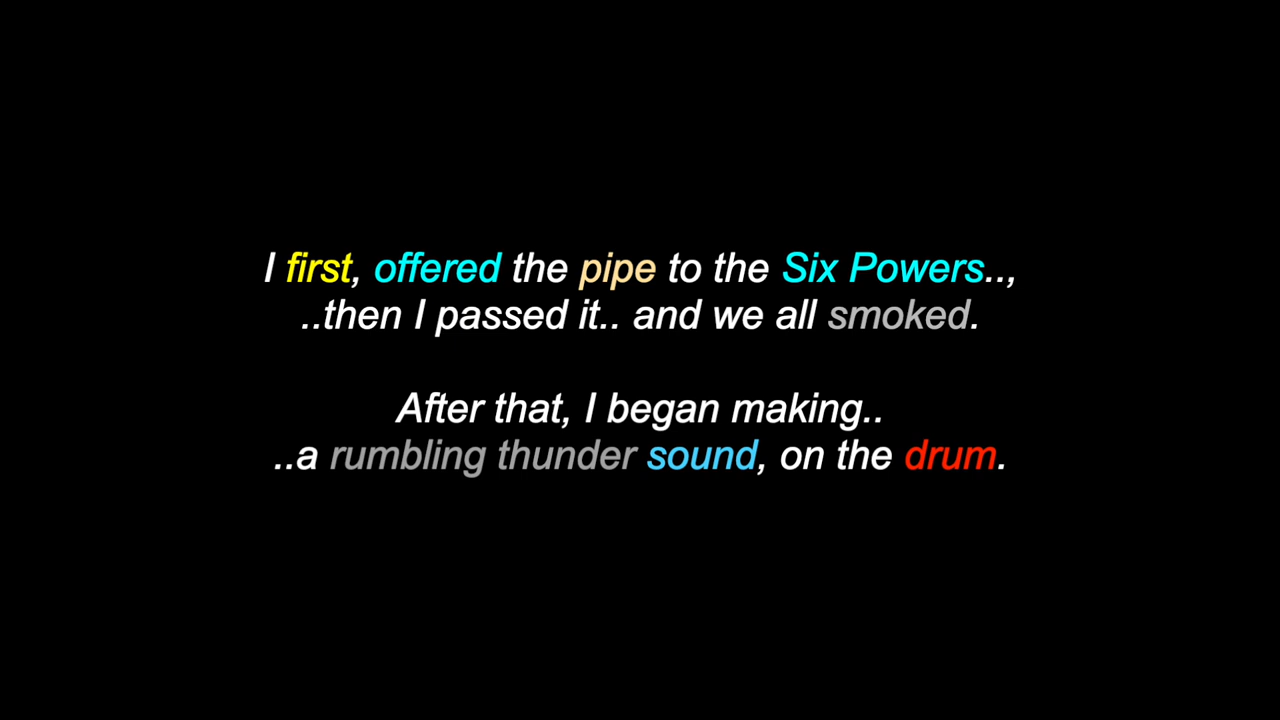 I first, offered the pipe to the Six Powers..,
..then I passed it.. and we all smoked.
After that, I began making..
..a rumbling thunder sound, on the drum.